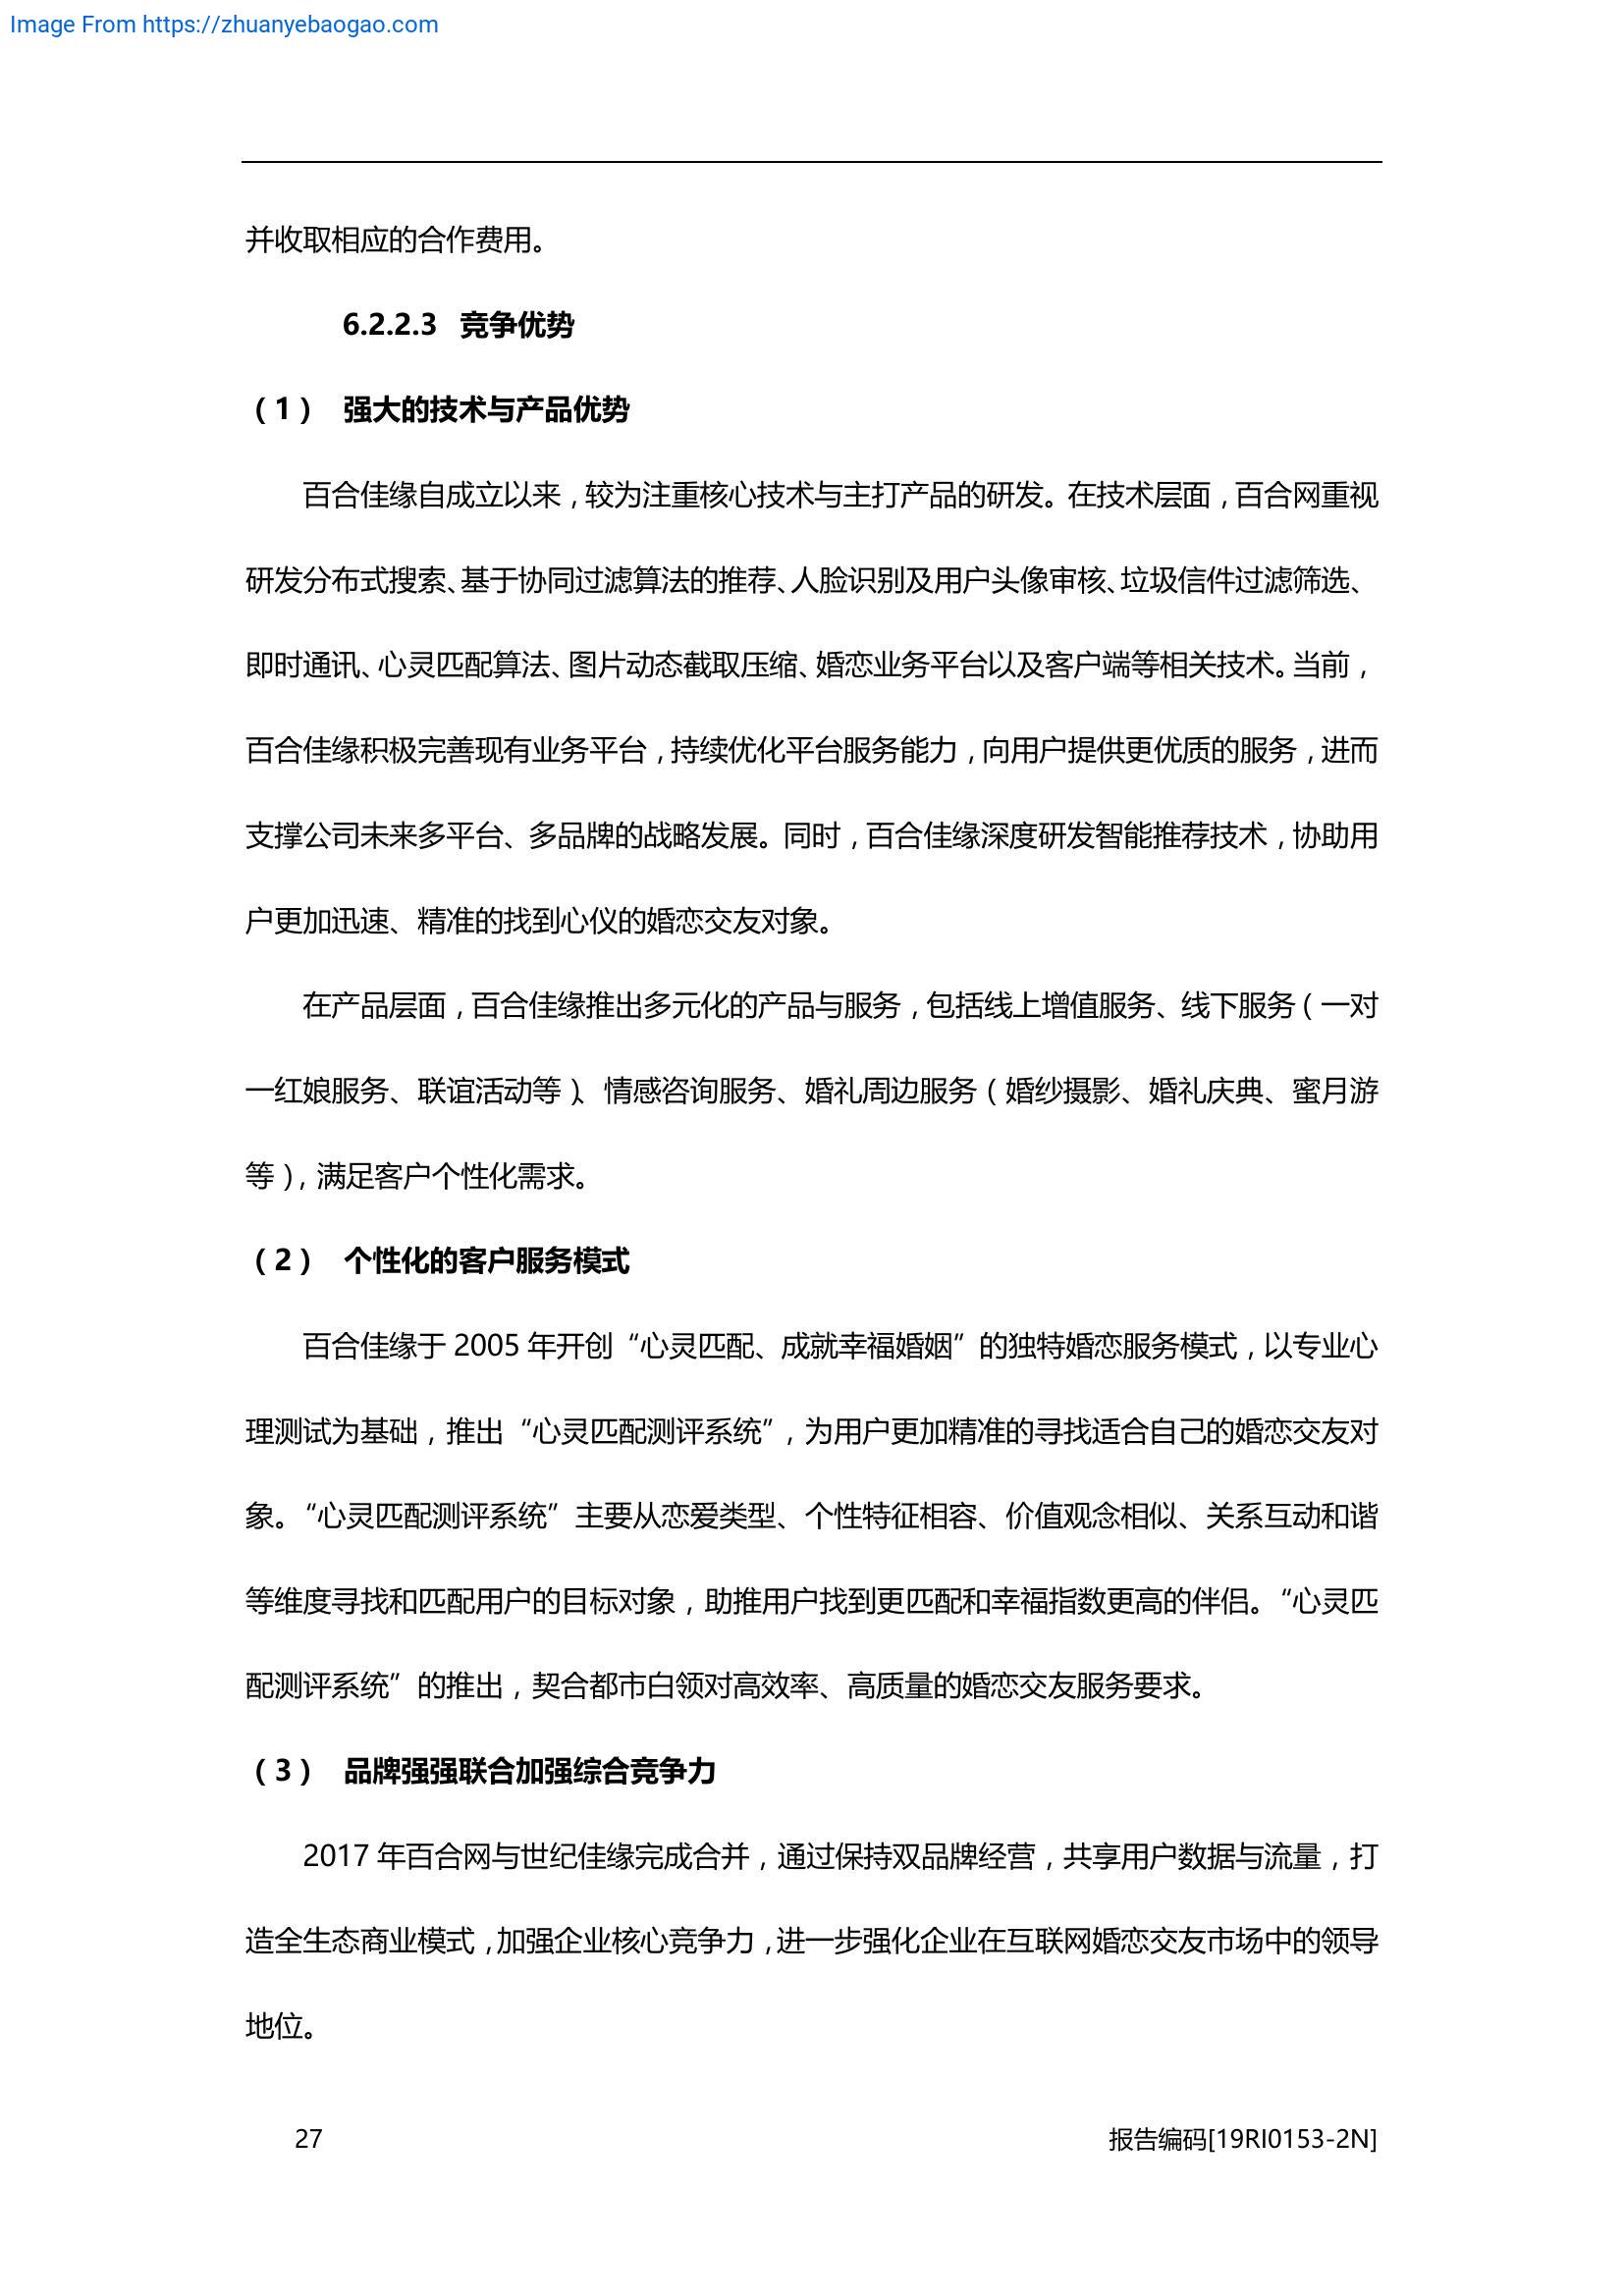 Image From https://zhuanyebaogao.com
并收取相应的合作费用。
6.2.2.3 竞争优势
（1） 强大的技术与产品优势
百合佳缘自成立以来，较为注重核心技术与主打产品的研发。在技术层面，百合网重视
研发分布式搜索、基于协同过滤算法的推荐、人脸识别及用户头像审核、垃圾信件过滤筛选、
即时通讯、心灵匹配算法、图片动态截取压缩、婚恋业务平台以及客户端等相关技术。当前，
百合佳缘积极完善现有业务平台，持续优化平台服务能力，向用户提供更优质的服务，进而
支撑公司未来多平台、多品牌的战略发展。同时，百合佳缘深度研发智能推荐技术，协助用
户更加迅速、精准的找到心仪的婚恋交友对象。
在产品层面，百合佳缘推出多元化的产品与服务，包括线上增值服务、线下服务（一对
一红娘服务、联谊活动等）、情感咨询服务、婚礼周边服务（婚纱摄影、婚礼庆典、蜜月游
等），满足客户个性化需求。
（2） 个性化的客户服务模式
百合佳缘于 2005 年开创“心灵匹配、成就幸福婚姻”的独特婚恋服务模式，以专业心
理测试为基础，推出“心灵匹配测评系统”，为用户更加精准的寻找适合自己的婚恋交友对
象。“心灵匹配测评系统”主要从恋爱类型、个性特征相容、价值观念相似、关系互动和谐
等维度寻找和匹配用户的目标对象，助推用户找到更匹配和幸福指数更高的伴侣。“心灵匹
配测评系统”的推出，契合都市白领对高效率、高质量的婚恋交友服务要求。
（3） 品牌强强联合加强综合竞争力
2017 年百合网与世纪佳缘完成合并，通过保持双品牌经营，共享用户数据与流量，打
造全生态商业模式，加强企业核心竞争力，进一步强化企业在互联网婚恋交友市场中的领导
地位。
27 报告编码[19RI0153-2N]